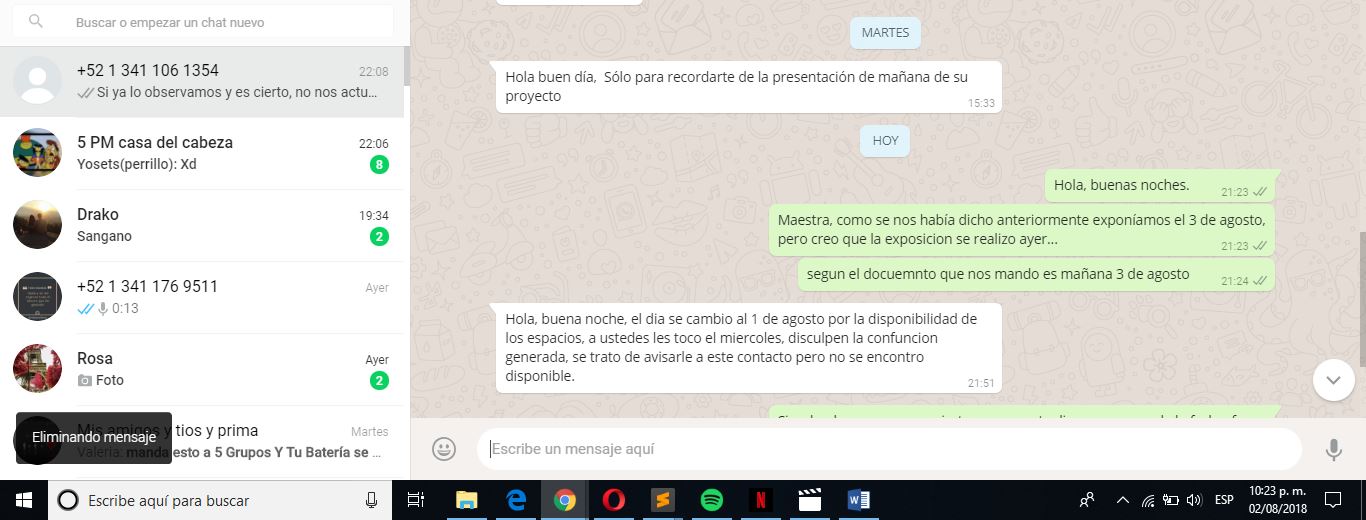 Buscar o empezar un chat nuevo
+52 1 341 106 1354
22:08
Si ya lo observamos y es cierto, no nos actu...
5 PM casa del cabeza
22:06
Yosets(perrillo): Xd
8
Drako
19:34
Sangano
2
+52 1 341 176 9511
Ayer
0:13
Rosa
Ayer
Foto
2
Mis amigos y tios y prima
Martes
Valeria: manda esto a 5 Grupos Y Tu Batería se ...
Eliminando mensaje
MARTES
Hola buen día, Sólo para recordarte de la presentación de mañana de su
proyecto
15:33
HOY
Hola, buenas noches.
21:23
Maestra, como se nos había dicho anteriormente exponíamos el 3 de agosto,
pero creo que la exposicion se realizo ayer...
21:23
segun el docuemnto que nos mando es mañana 3 de agosto
21:24
Hola, buena noche, el dia se cambio al 1 de agosto por la disponibilidad de
los espacios, a ustedes les toco el miercoles, disculpen la confuncion
generada, se trato de avisarle a este contacto pero no se encontro
disponible.
21:51
Escribe un mensaje aquí
Escribe aquí para buscar
ESP
10:23 p. m.
02/08/2018